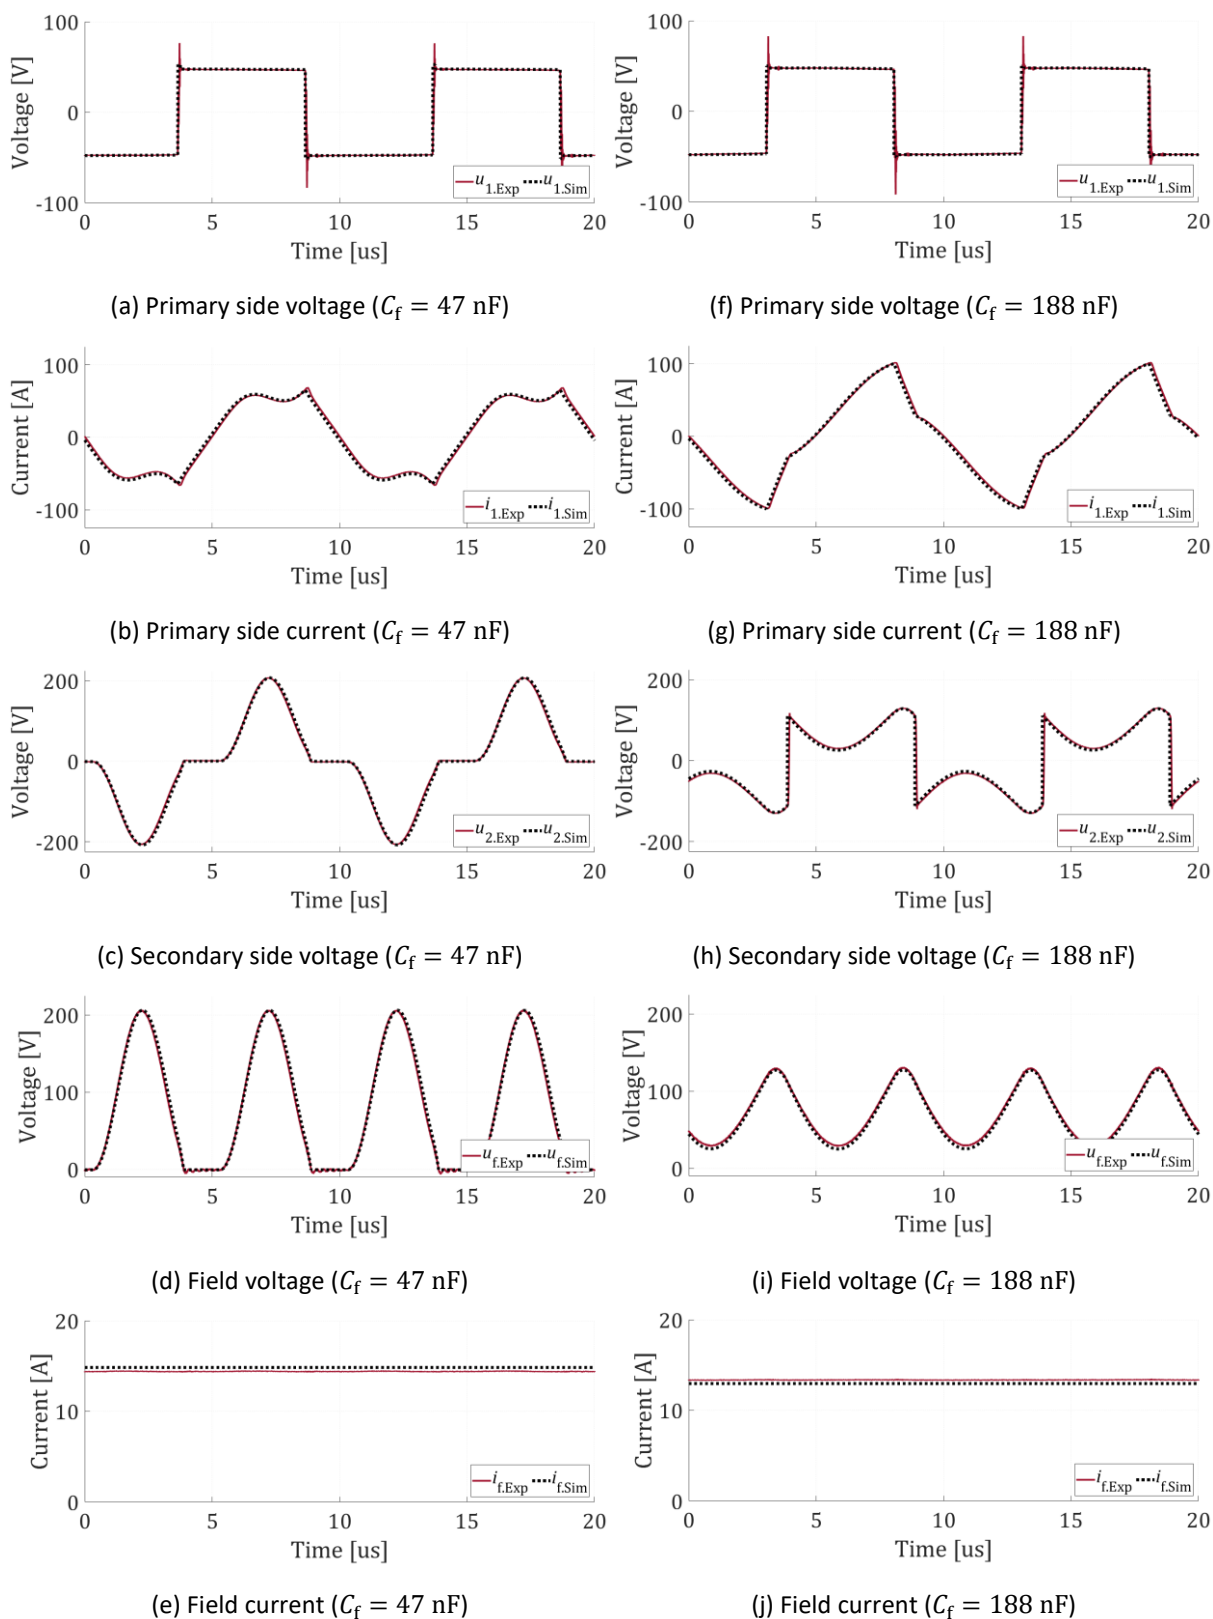 100
0
-100
Voltage [V]
u1.Exp u1.Sim
0 5 10 15 20
Time [us]
(a) Primary side voltage (Cf = 47 nF)
100
0
-100
Voltage [V]
u1.Exp u1.Sim
0 5 10 15 20
Time [us]
(f) Primary side voltage (Cf = 188 nF)
100
0
-100
Current [A]
i1.Exp i1.Sim
0 5 10 15 20
Time [us]
(b) Primary side current (Cf = 47 nF)
100
0
-100
Current [A]
i1.Exp i1.Sim
0 5 10 15 20
Time [us]
(g) Primary side current (Cf = 188 nF)
200
0
-200
Voltage [V]
u2.Exp u2.Sim
0 5 10 15 20
Time [us]
(c) Secondary side voltage (Cf = 47 nF)
200
0
-200
Voltage [V]
u2.Exp u2.Sim
0 5 10 15 20
Time [us]
(h) Secondary side voltage (Cf = 188 nF)
200
100
0
Voltage [V]
uf.Exp uf.Sim
0 5 10 15 20
Time [us]
(d) Field voltage (Cf = 47 nF)
200
100
0
Voltage [V]
uf.Exp uf.Sim
0 5 10 15 20
Time [us]
(i) Field voltage (Cf = 188 nF)
20
10
0
Current [A]
if.Exp if.Sim
0 5 10 15 20
Time [us]
(e) Field current (Cf = 47 nF)
20
10
0
Current [A]
if.Exp if.Sim
0 5 10 15 20
Time [us]
(j) Field current (Cf = 188 nF)